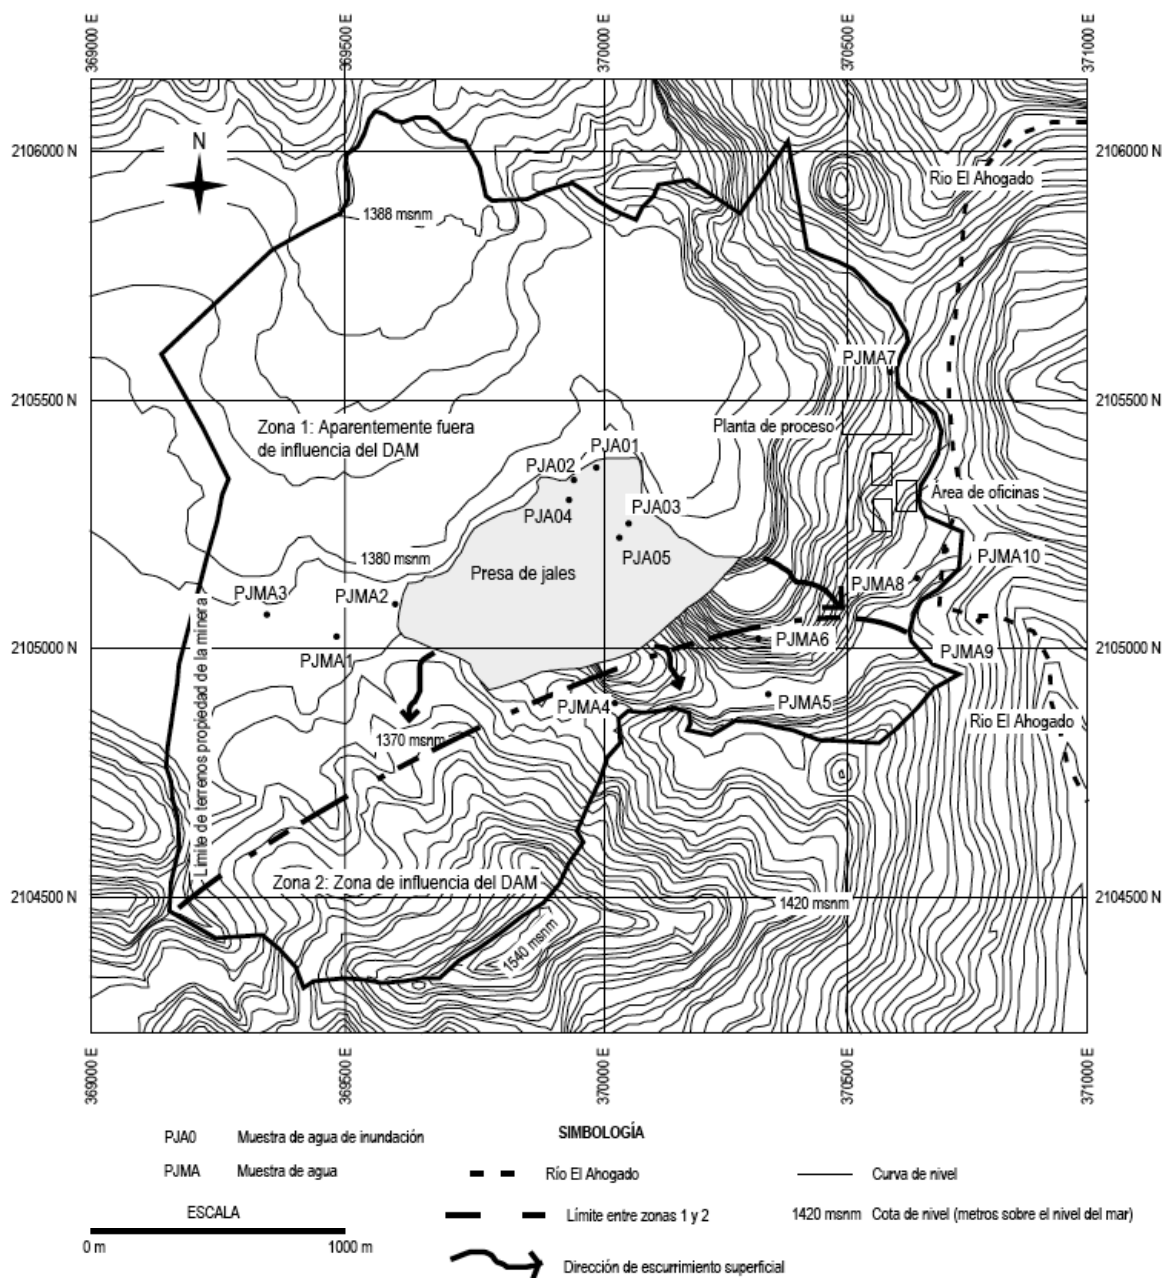 369000 E
369500 E
370000 E
370500 E
371000 E
2106000 N
N
Rio El Ahogado
2106000 N
1388 msnm
PJMA7
2105500 N
Zona 1: Aparentemente fuera
de influencia del DAM
Planta de proceso
2105500 N
PJA01
PJA02
PJA04
PJA03
PJA05
Área de oficinas
1380 msnm
Presa de jales
PJMA10
PJMA8
PJMA3
PJMA2
PJMA1
PJMA6
PJMA9
2105000 N
2105000 N
Límite de terrenos propiedad de la minera
PJMA4
PJMA5
Rio El Ahogado
1370 msnm
Zona 2: Zona de influencia del DAM
2104500 N
1420 msnm
2104500 N
1540 msnm
369000 E
369500 E
370000 E
370500 E
371000 E
PJA0 Muestra de agua de inundación
SIMBOLOGÍA
PJMA Muestra de agua
Río El Ahogado
Curva de nivel
ESCALA
0 m 1000 m
Límite entre zonas 1 y 2
1420 msnm Cota de nivel (metros sobre el nivel del mar)
Dirección de escurrimiento superficial